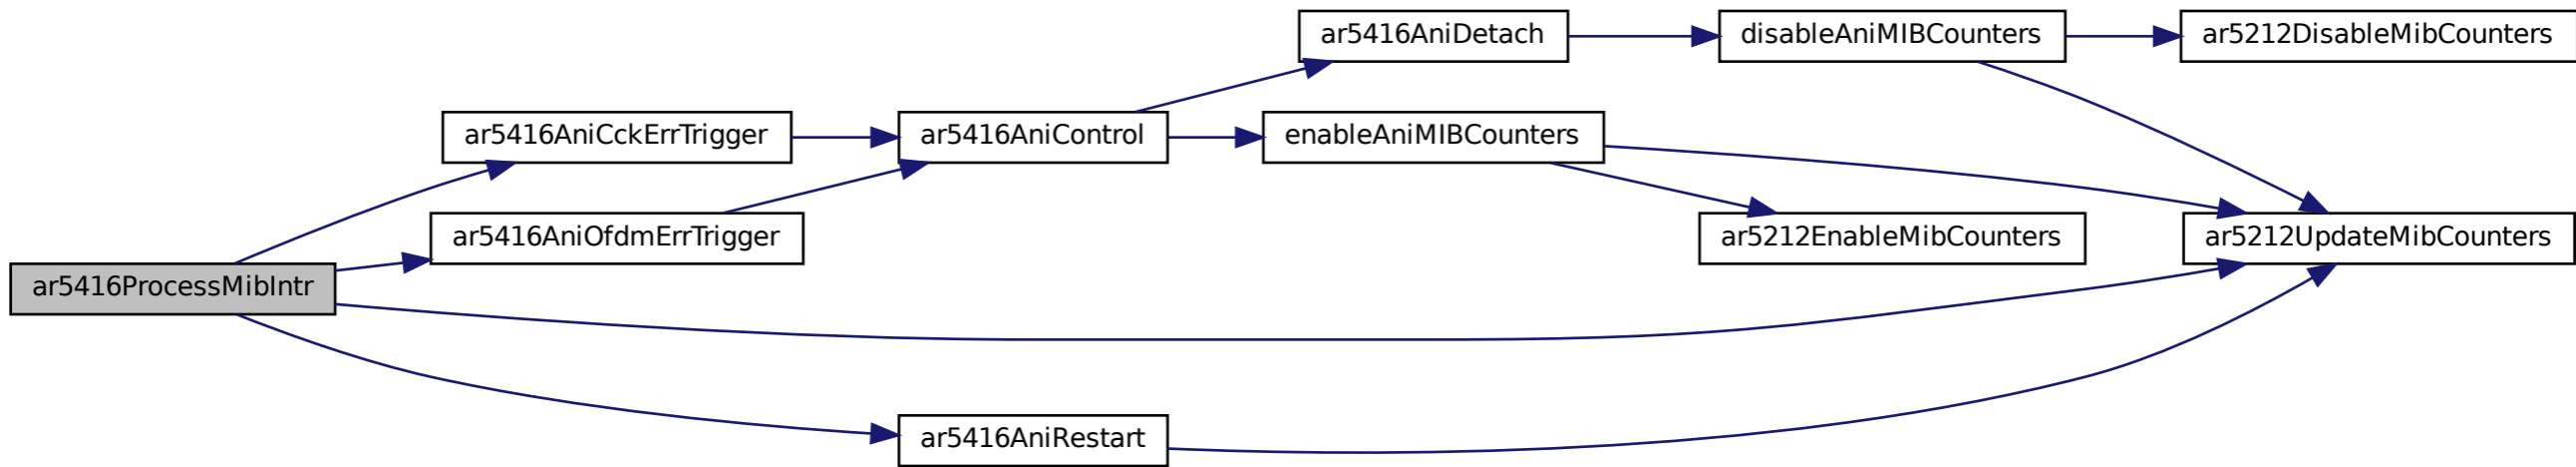 ar5416AniDetach
disableAniMIBCounters
ar5212DisableMibCounters
ar5416AniCckErrTrigger
ar5416AniControl
enableAniMIBCounters
ar5416AniOfdmErrTrigger
ar5212EnableMibCounters
ar5212UpdateMibCounters
ar5416ProcessMibIntr
ar5416AniRestart